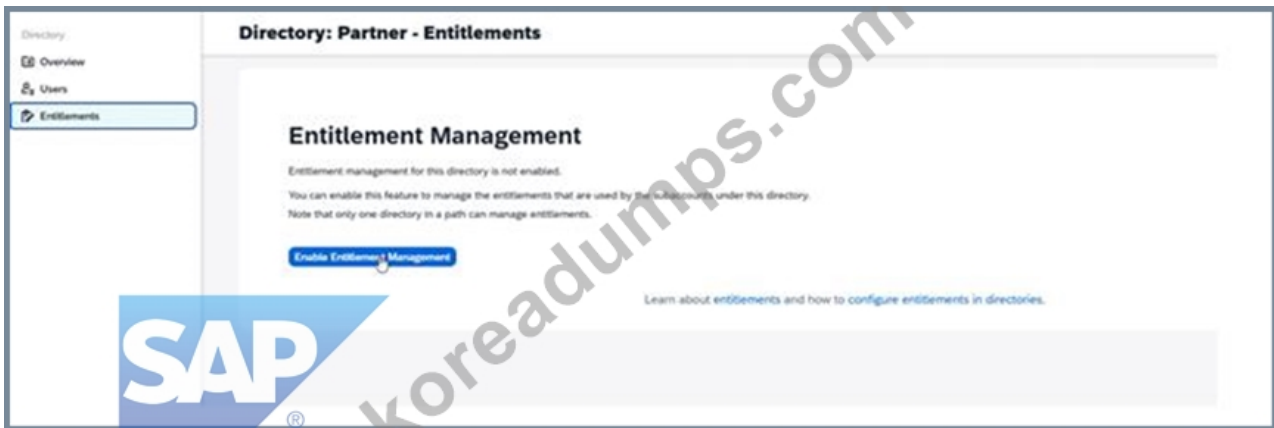 Directory
Directory: Partner - Entitlements
Overview
Users
Entitlements
Entitlement Management
Entitlement management for this directory is not enabled.
You can enable this feature to manage the entitlements that are used by the subaccounts under this directory.
Note that only one directory in a path can manage entitlements.
Enable Entitlement Management
Learn about entitlements and how to configure entitlements in directories.
SAP
®
koreadumps.com